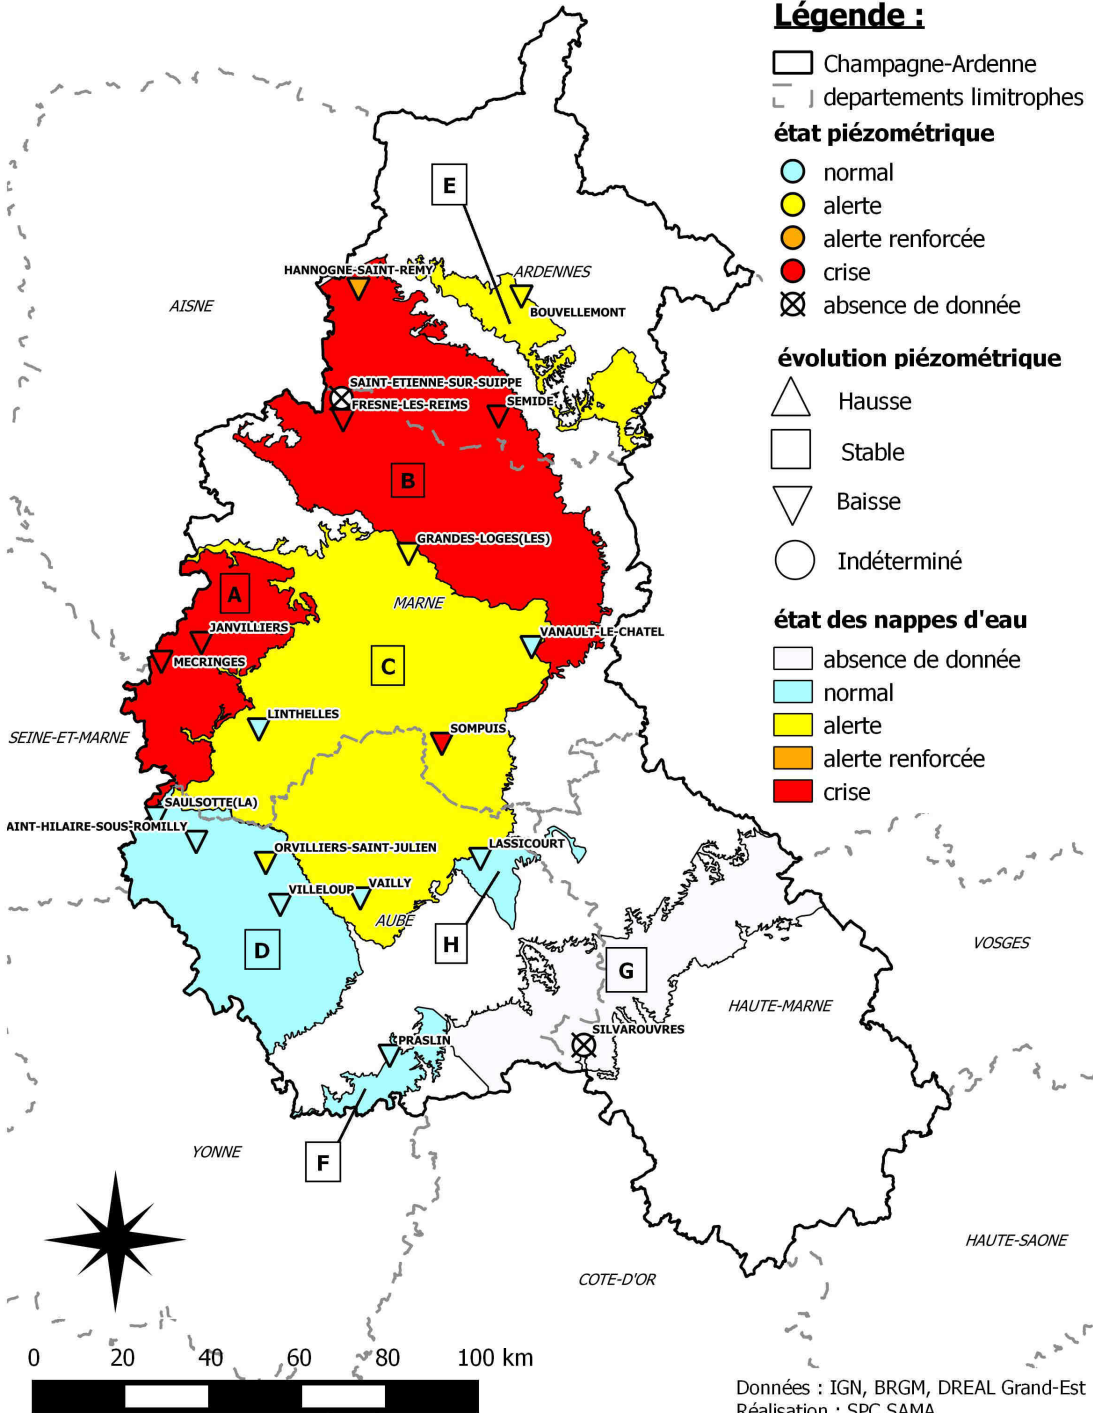 Légende :
Champagne-Ardenne
departements limitrophes
état piézométrique
normal
alerte
alerte renforcée
crise
absence de donnée
évolution piézométrique
Hausse
Stable
Baisse
Indéterminé
état des nappes d'eau
absence de donnée
normal
alerte
alerte renforcée
crise
E
HANNOGNE-SAINT-REMY
ARDENNES
AISNE
BOUVELLEMONT
SAINT-ETIENNE-SUR-SUIPPE
FRESNE-LES-REIMS
SEMIDE
B
GRANDES-LOGES(LES)
A
MARNE
JANVILLIERS
VANAULT-LE-CHATEL
MECRINGES
C
LINTHELLES
SOMPUIS
SEINE-ET-MARNE
SAULSOTTE(LA)
AINT-HILAIRE-SOUS-ROMILLY
ORVILLIERS-SAINT-JULIEN
LASSICOURT
VILLELOUP
VAILLY
AUBE
D
H
VOSGES
G
HAUTE-MARNE
SILVAROUVRES
PRASLIN
YONNE
F
HAUTE-SAONE
COTE-D'OR
0 20 40 60 80 100 km
Données : IGN, BRGM, DREAL Grand-Est
Réalisation : SPC SAMA